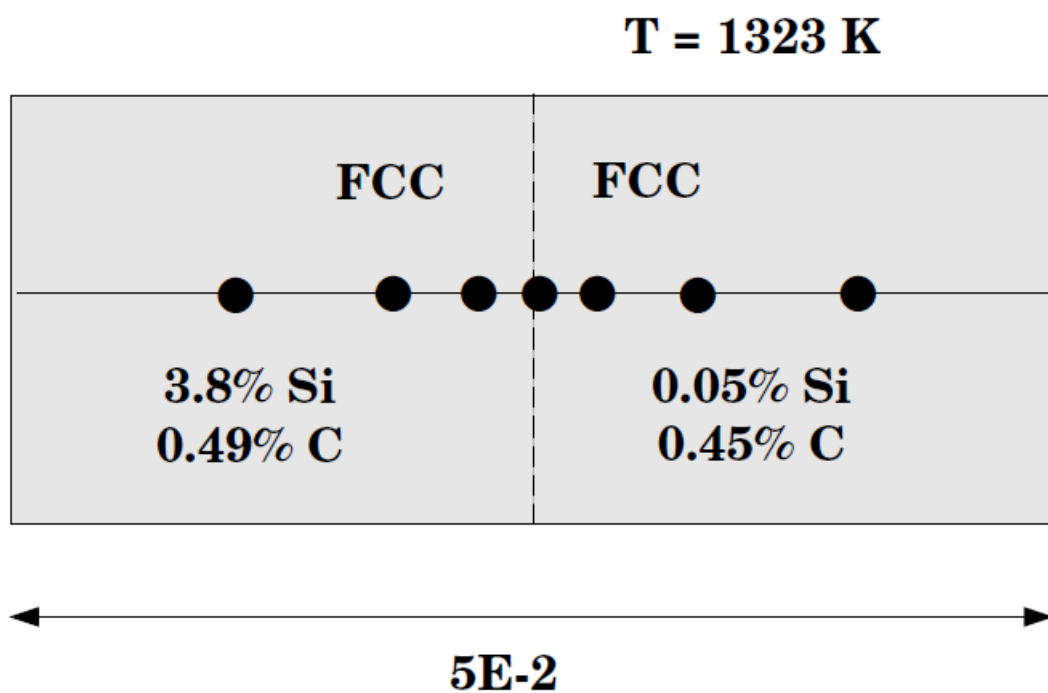 T = 1323 K
FCC FCC
3.8% Si 0.05% Si
0.49% C 0.45% C
5E-2